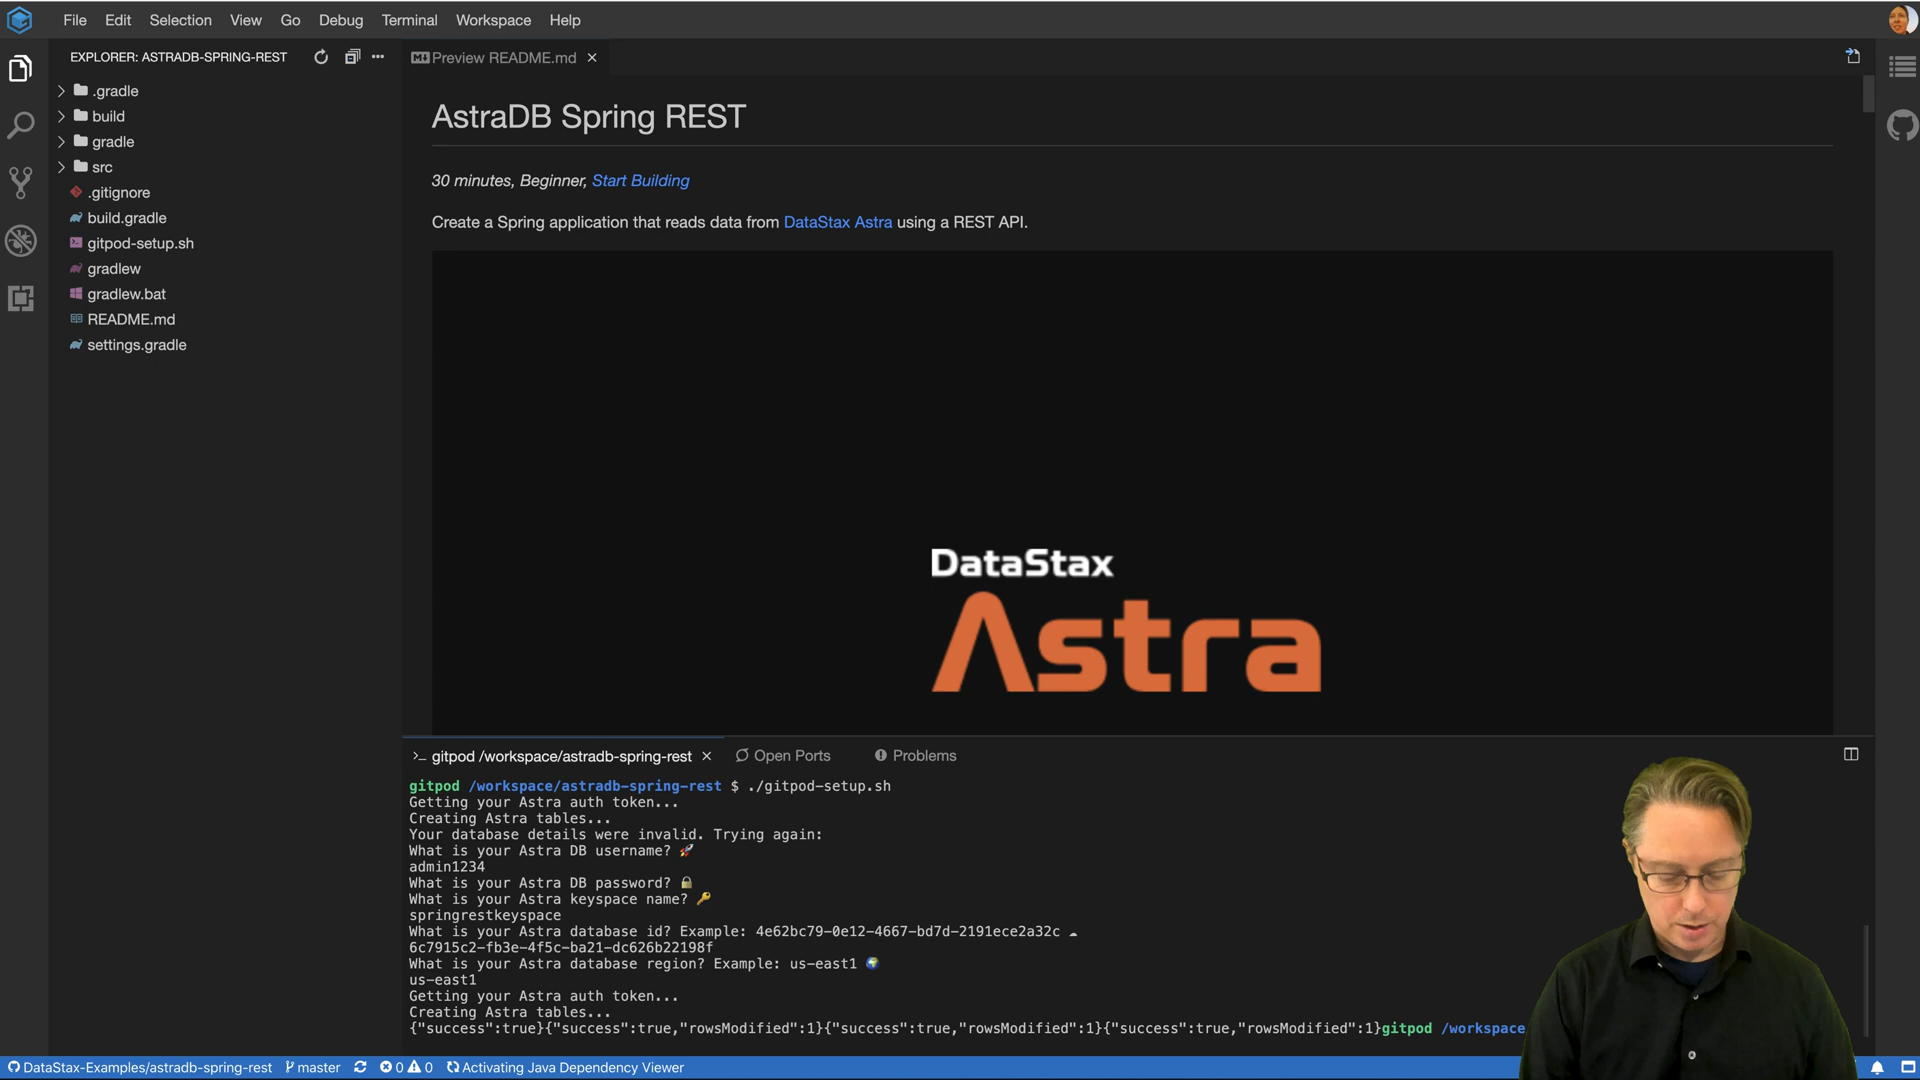 File Edit Selection View Go Debug Terminal Workspace Help
EXPLORER: ASTRADB-SPRING-REST
Preview README.md
.gradle
build
gradle
src
.gitignore
build.gradle
gitpod-setup.sh
gradlew
gradlew.bat
README.md
settings.gradle
AstraDB Spring REST
30 minutes, Beginner, Start Building
Create a Spring application that reads data from DataStax Astra using a REST API.
DataStax
Astra
gitpod /workspace/astradb-spring-rest Open Ports Problems
gitpod /workspace/astradb-spring-rest $ ./gitpod-setup.sh
Getting your Astra auth token...
Creating Astra tables...
Your database details were invalid. Trying again:
What is your Astra DB username? 🚀
admin1234
What is your Astra DB password? 🔒
What is your Astra keyspace name? 🔑
springrestkeyspace
What is your Astra database id? Example: 4e62bc79-0e12-4667-bd7d-2191ece2a32c ☁
6c7915c2-fb3e-4f5c-ba21-dc626b22198f
What is your Astra database region? Example: us-east1 🌍
us-east1
Getting your Astra auth token...
Creating Astra tables...
{"success":true}{"success":true,"rowsModified":1}{"success":true,"rowsModified":1}{"success":true,"rowsModified":1}gitpod /workspace
DataStax-Examples/astradb-spring-rest master 0 0 Activating Java Dependency Viewer